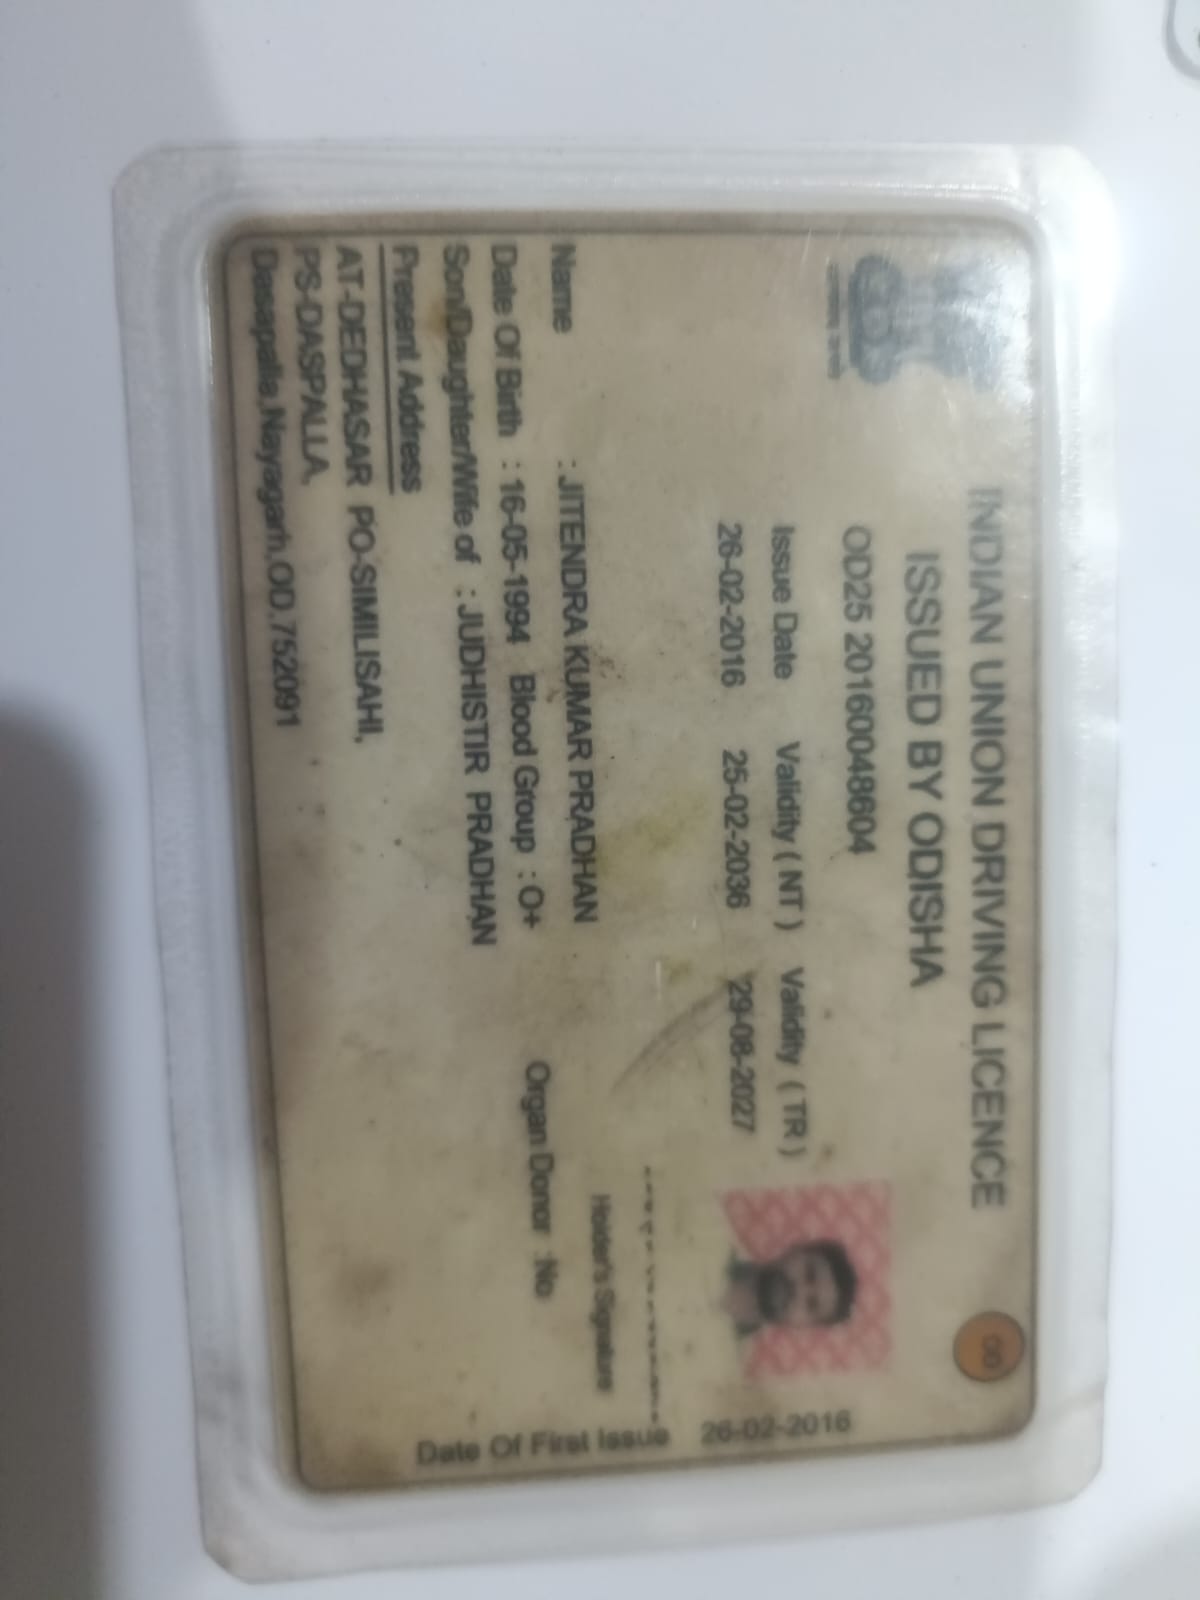 INDIAN UNION DRIVING LICENCE
ISSUED BY ODISHA
OD25 20160048604
Issue Date Validity ( NT ) Validity ( TR )
26-02-2016 25-02-2036 29-08-2027
Holder's Signature
Name : JITENDRA KUMAR PRADHAN
Date Of Birth : 16-05-1994 Blood Group : O+ Organ Donor :No
Son/Daughter/Wife of : JUDHISTIR PRADHAN
Present Address
AT-DEDHASAR PO-SIMILISAHI,
PS-DASPALLA,
Dasapalla,Nayagarh,OD,752091
Date Of First Issue 26-02-2016